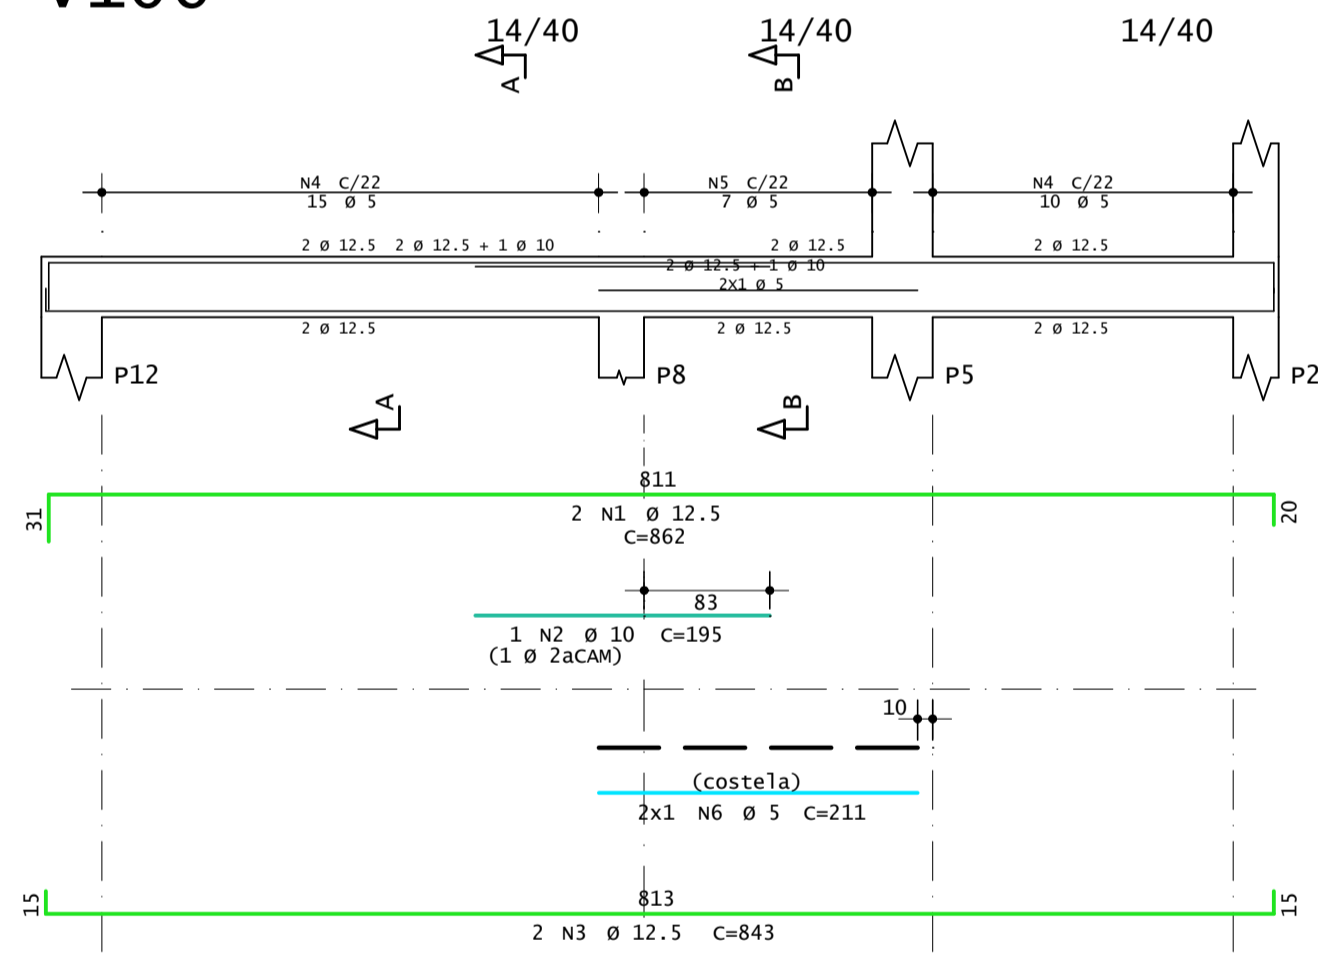 14/40 14/40 14/40
A B
N4 C/22 N5 C/22 N4 C/22
15 Ø 5 7 Ø 5 10 Ø 5
2 Ø 12.5 2 Ø 12.5 + 1 Ø 10 2 Ø 12.5 2 Ø 12.5
2 Ø 12.5 + 1 Ø 10
2X1 Ø 5
2 Ø 12.5 2 Ø 12.5 2 Ø 12.5
P12 P8 P5 P2
A B
811
31 20
2 N1 Ø 12.5
C=862
83
1 N2 Ø 10 C=195
(1 Ø 2aCAM)
10
(costela)
2x1 N6 Ø 5 C=211
813
15 15
2 N3 Ø 12.5 C=843